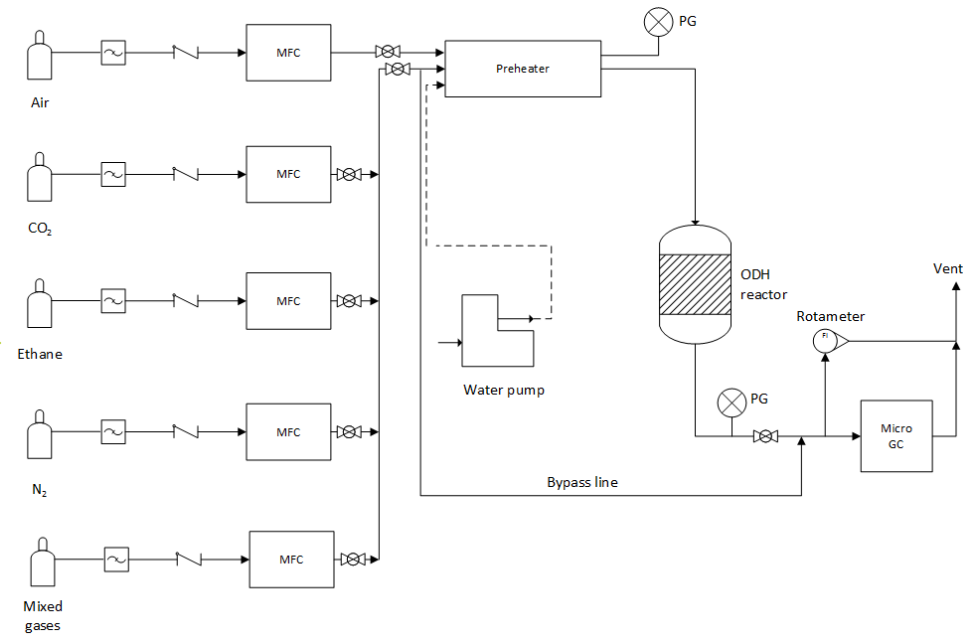 MFC
PG
Preheater
Air
MFC
CO₂
MFC
ODH
reactor
Vent
Rotameter
FI
Ethane
Water pump
PG
MFC
Micro
GC
N₂
Bypass line
MFC
Mixed
gases